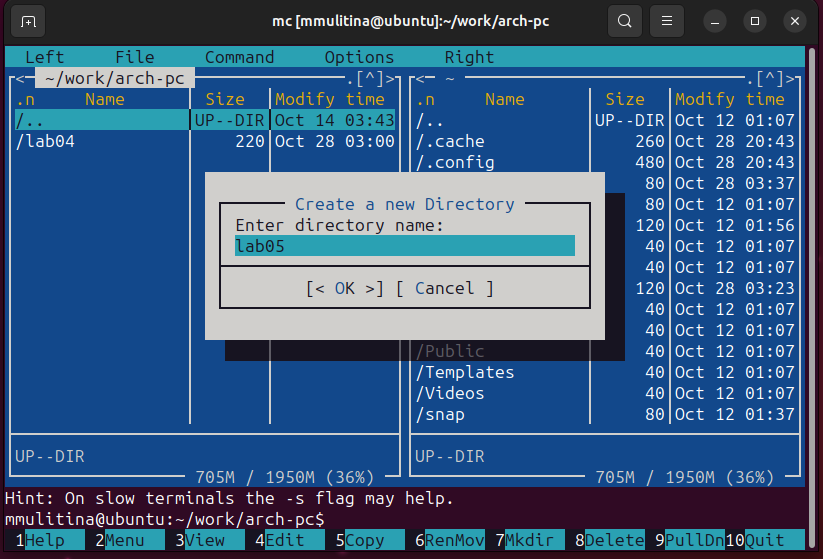 mc [mmulitina@ubuntu]:~/work/arch-pc
Left File Command Options Right
<─ ~/work/arch-pc .[^]>
.n Name Size Modify time
/.. UP--DIR Oct 14 03:43
/lab04 220 Oct 28 03:00
UP--DIR
705M / 1950M (36%)
<─ ~ .[^]>
.n Name Size Modify time
/.. UP--DIR Oct 12 01:07
/.cache 260 Oct 28 20:43
/.config 480 Oct 28 20:43
80 Oct 28 03:37
80 Oct 12 01:07
120 Oct 12 01:56
40 Oct 12 01:07
40 Oct 12 01:07
120 Oct 28 03:23
40 Oct 12 01:07
40 Oct 12 01:07
/Public 40 Oct 12 01:07
/Templates 40 Oct 12 01:07
/Videos 40 Oct 12 01:07
/snap 80 Oct 12 01:37
UP--DIR
705M / 1950M (36%)
Create a new Directory
Enter directory name:
lab05
[< OK >] [ Cancel ]
Hint: On slow terminals the -s flag may help.
mmulitina@ubuntu:~/work/arch-pc$
1Help 2Menu 3View 4Edit 5Copy 6RenMov 7Mkdir 8Delete 9PullDn 10Quit